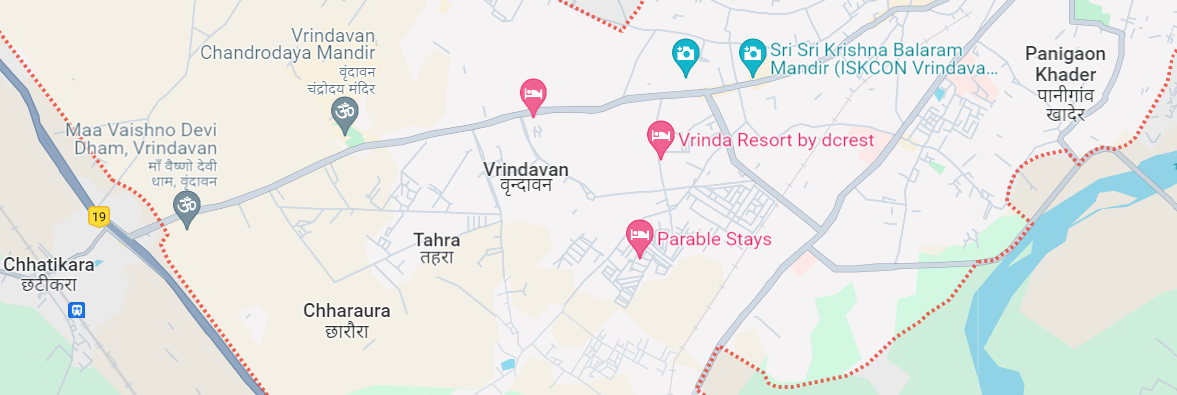 Vrindavan
Chandrodaya Mandir
वृंदावन
चंद्रोदय मंदिर
Sri Sri Krishna Balaram
Mandir (ISKCON Vrindava...
Panigaon
Khader
पानीगांव
खादेर
Maa Vaishno Devi
Dham, Vrindavan
माँ वैष्णो देवी
धाम, वृंदावन
Vrinda Resort by dcrest
Vrindavan
वृन्दावन
19
Tahra
तहरा
Parable Stays
Chhatikara
छटीकरा
Chharaura
छारौरा